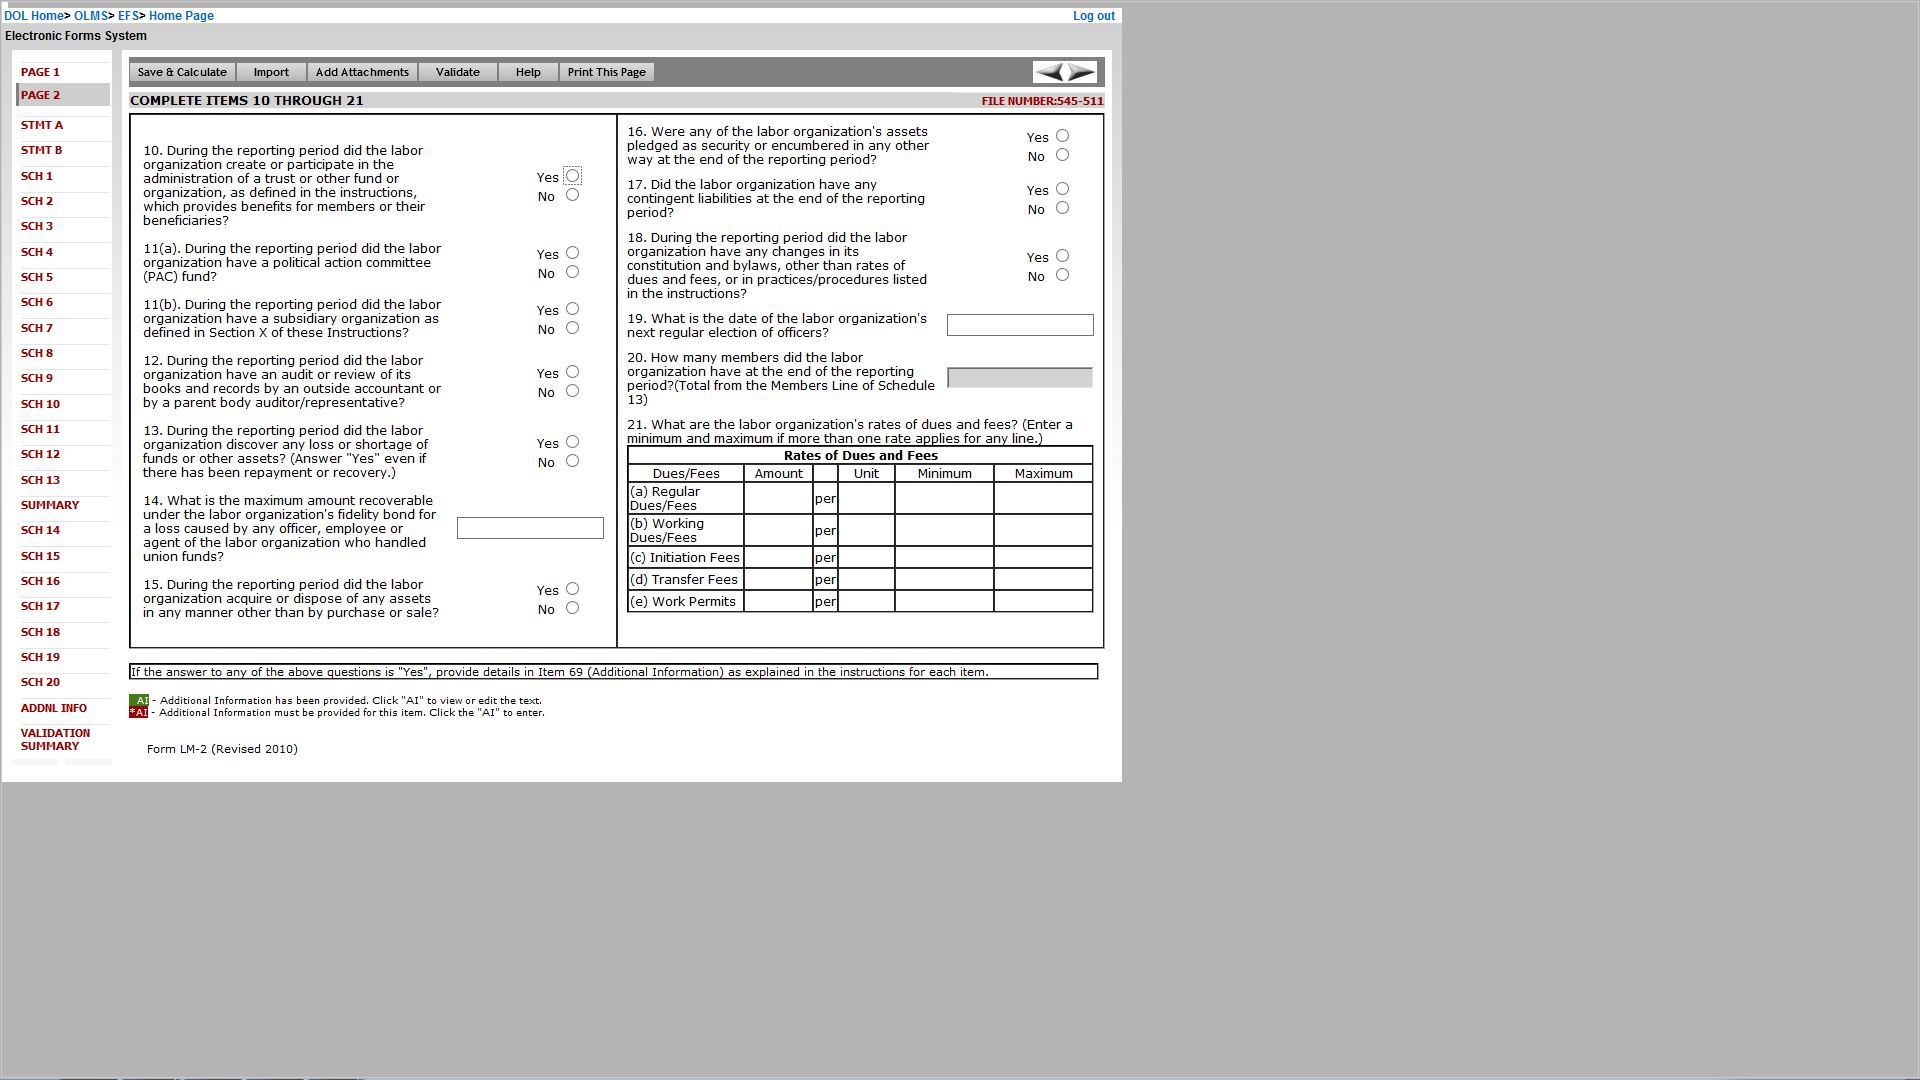 DOL Home> OLMS> EFS> Home Page
Log out
Electronic Forms System
PAGE 1
PAGE 2
STMT A
STMT B
SCH 1
SCH 2
SCH 3
SCH 4
SCH 5
SCH 6
SCH 7
SCH 8
SCH 9
SCH 10
SCH 11
SCH 12
SCH 13
SUMMARY
SCH 14
SCH 15
SCH 16
SCH 17
SCH 18
SCH 19
SCH 20
ADDNL INFO
VALIDATION
SUMMARY
Save & Calculate
Import
Add Attachments
Validate
Help
Print This Page
COMPLETE ITEMS 10 THROUGH 21
FILE NUMBER:545-511
10. During the reporting period did the labor
organization create or participate in the
administration of a trust or other fund or
organization, as defined in the instructions,
which provides benefits for members or their
beneficiaries?
Yes
No
11(a). During the reporting period did the labor
organization have a political action committee
(PAC) fund?
Yes
No
11(b). During the reporting period did the labor
organization have a subsidiary organization as
defined in Section X of these Instructions?
Yes
No
12. During the reporting period did the labor
organization have an audit or review of its
books and records by an outside accountant or
by a parent body auditor/representative?
Yes
No
13. During the reporting period did the labor
organization discover any loss or shortage of
funds or other assets? (Answer "Yes" even if
there has been repayment or recovery.)
Yes
No
14. What is the maximum amount recoverable
under the labor organization's fidelity bond for
a loss caused by any officer, employee or
agent of the labor organization who handled
union funds?
15. During the reporting period did the labor
organization acquire or dispose of any assets
in any manner other than by purchase or sale?
Yes
No
16. Were any of the labor organization's assets
pledged as security or encumbered in any other
way at the end of the reporting period?
Yes
No
17. Did the labor organization have any
contingent liabilities at the end of the reporting
period?
Yes
No
18. During the reporting period did the labor
organization have any changes in its
constitution and bylaws, other than rates of
dues and fees, or in practices/procedures listed
in the instructions?
Yes
No
19. What is the date of the labor organization's
next regular election of officers?
20. How many members did the labor
organization have at the end of the reporting
period?(Total from the Members Line of Schedule
13)
21. What are the labor organization's rates of dues and fees? (Enter a
minimum and maximum if more than one rate applies for any line.)
Rates of Dues and Fees
Dues/Fees Amount Unit Minimum Maximum
(a) Regular
Dues/Fees
per
(b) Working
Dues/Fees
per
(c) Initiation Fees per
(d) Transfer Fees per
(e) Work Permits per
If the answer to any of the above questions is "Yes", provide details in Item 69 (Additional Information) as explained in the instructions for each item.
AI - Additional Information has been provided. Click "AI" to view or edit the text.
*AI - Additional Information must be provided for this item. Click the "AI" to enter.
Form LM-2 (Revised 2010)